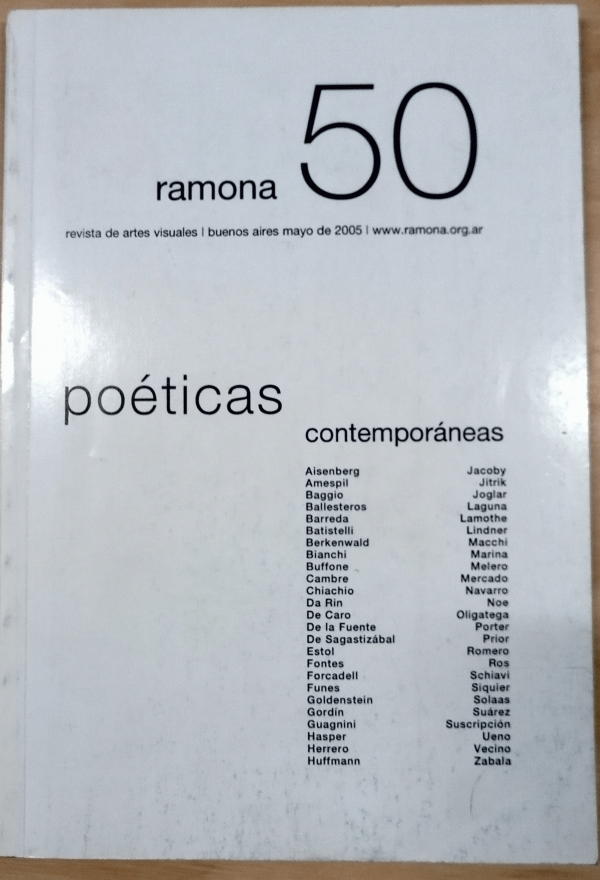 ramona 50
revista de artes visuales | buenos aires mayo de 2005 | www.ramona.org.ar
poéticas
contemporáneas
Aisenberg
Amespil
Baggio
Ballesteros
Barreda
Batistelli
Berkenwald
Bianchi
Buffone
Cambre
Chiachio
Da Rin
De Caro
De la Fuente
De Sagastizábal
Estol
Fontes
Forcadell
Funes
Goldenstein
Gordín
Guagnini
Hasper
Herrero
Huffmann
Jacoby
Jitrik
Joglar
Laguna
Lamothe
Lindner
Macchi
Marina
Melero
Mercado
Navarro
Noe
Oligatega
Porter
Prior
Romero
Ros
Schiavi
Siquier
Solaas
Suárez
Suscripción
Ueno
Vecino
Zabala